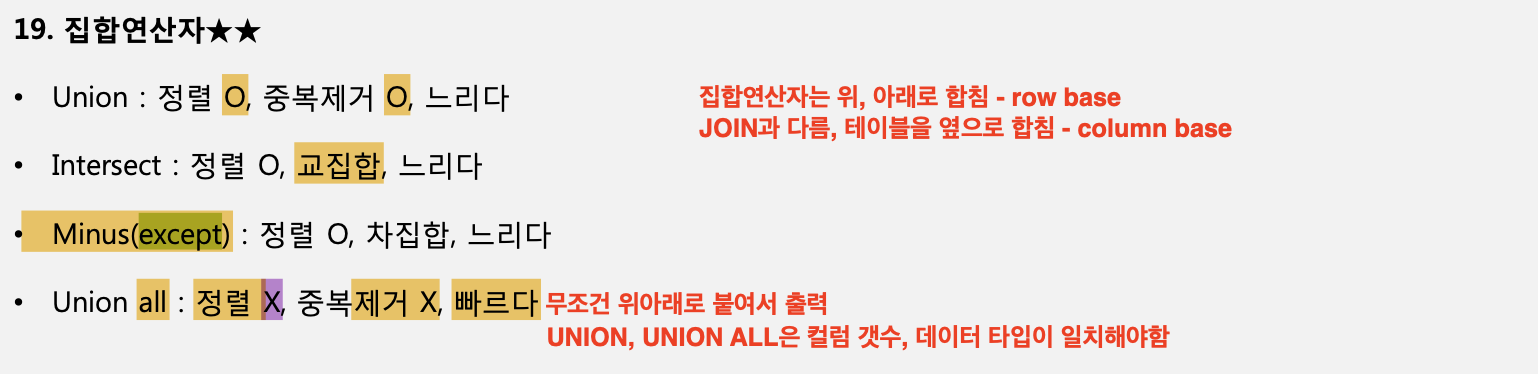 19. 집합연산자★★
• Union : 정렬 O, 중복제거 O, 느리다
집합연산자는 위, 아래로 합침 - row base
JOIN과 다름, 테이블을 옆으로 합침 - column base
• Intersect : 정렬 O, 교집합, 느리다
• Minus(except) : 정렬 O, 차집합, 느리다
• Union all : 정렬 X, 중복제거 X, 빠르다 무조건 위아래로 붙여서 출력
UNION, UNION ALL은 컬럼 갯수, 데이터 타입이 일치해야함